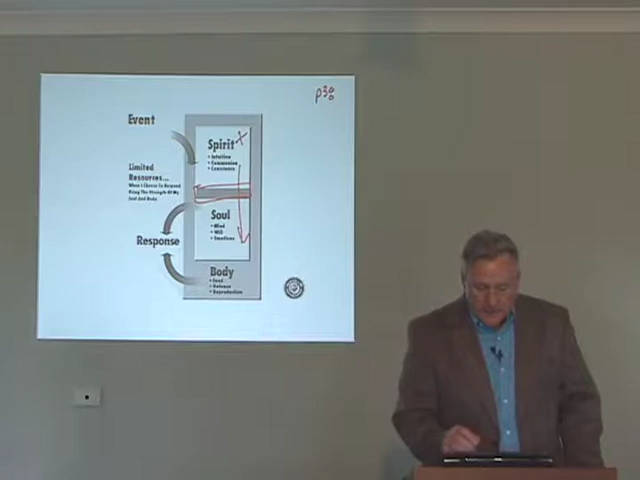 p30
Event
Spirit
• Intuition
• Communion
• Conscience
Limited
Resources...
When I Choose To Respond
Using The Strength Of My
Soul And Body.
Soul
• Mind
• Will
• Emotions
Response
Body
• Food
• Defense
• Reproduction